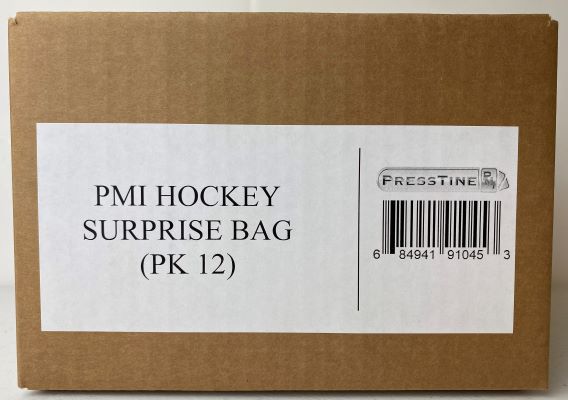 PMI HOCKEY
SURPRISE BAG
(PK 12)
PRESSTINE
6 84941 91045 3